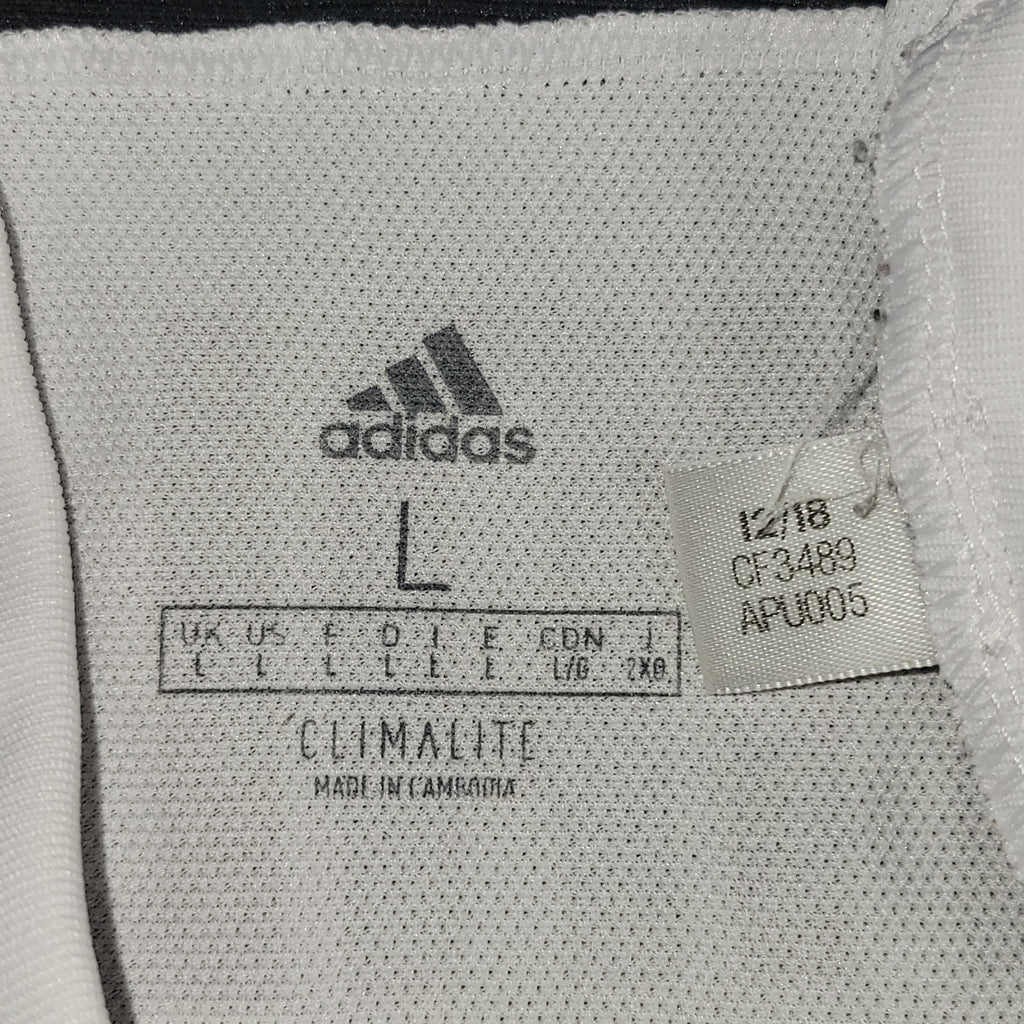 adidas
L
UK US F D I E CDN J
L L L L L L L/G 2XO
CLIMALITE
MADE IN CAMBODIA
12/18
CF3489
APU005